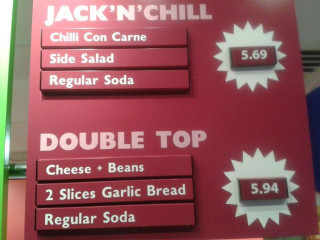 JACK'N'CHILL
Chilli Con Carne
Side Salad
Regular Soda
5.69
DOUBLE TOP
Cheese + Beans
2 Slices Garlic Bread
Regular Soda
5.94